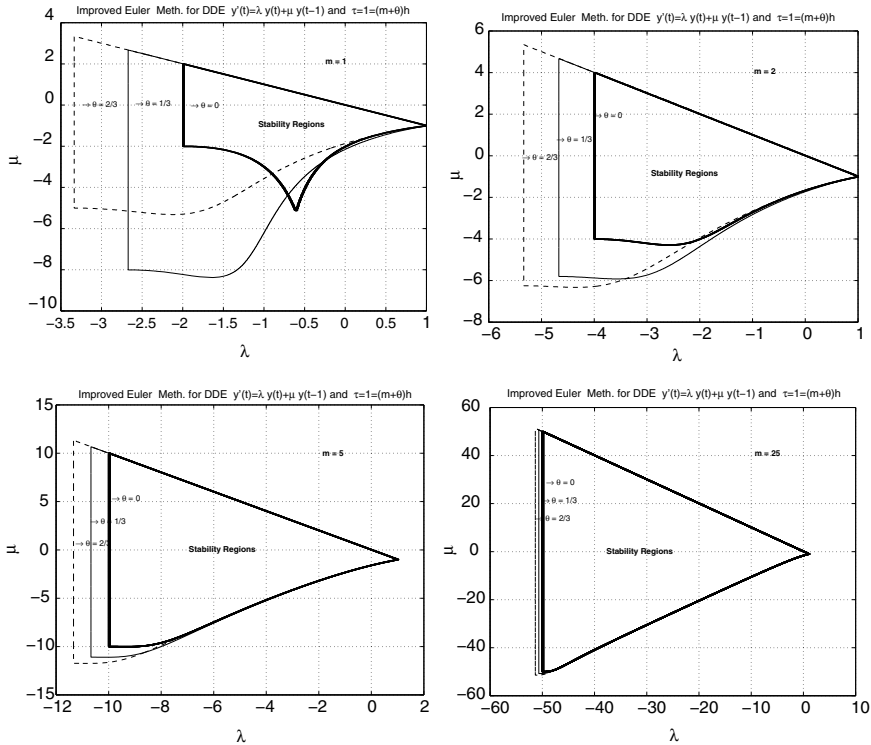 Improved Euler Meth. for DDE y'(t)=λ y(t)+μ y(t-1) and τ=1=(m+θ)h
4
2
0
−2
−4
−6
−8
−10
μ
m = 1
→ θ = 2/3
→ θ = 1/3
→ θ = 0
Stability Regions
−3.5
−3
−2.5
−2
−1.5
−1
−0.5
0
0.5
1
λ
Improved Euler Meth. for DDE y'(t)=λ y(t)+μ y(t-1) and τ=1=(m+θ)h
6
4
2
0
−2
−4
−6
−8
μ
m = 2
→ θ = 0
→ θ = 1/3
→ θ = 2/3
Stability Regions
−6
−5
−4
−3
−2
−1
0
1
λ
Improved Euler Meth. for DDE y'(t)=λ y(t)+μ y(t-1) and τ=1=(m+θ)h
15
10
5
0
−5
−10
−15
μ
m = 5
→ θ = 0
→ θ = 1/3
→ θ = 2/3
Stability Regions
−12
−10
−8
−6
−4
−2
0
2
λ
Improved Euler Meth. for DDE y'(t)=λ y(t)+μ y(t-1) and τ=1=(m+θ)h
60
40
20
0
−20
−40
−60
μ
m = 25
→ θ = 0
→ θ = 1/3
→ θ = 2/3
Stability Regions
−60
−50
−40
−30
−20
−10
0
10
λ